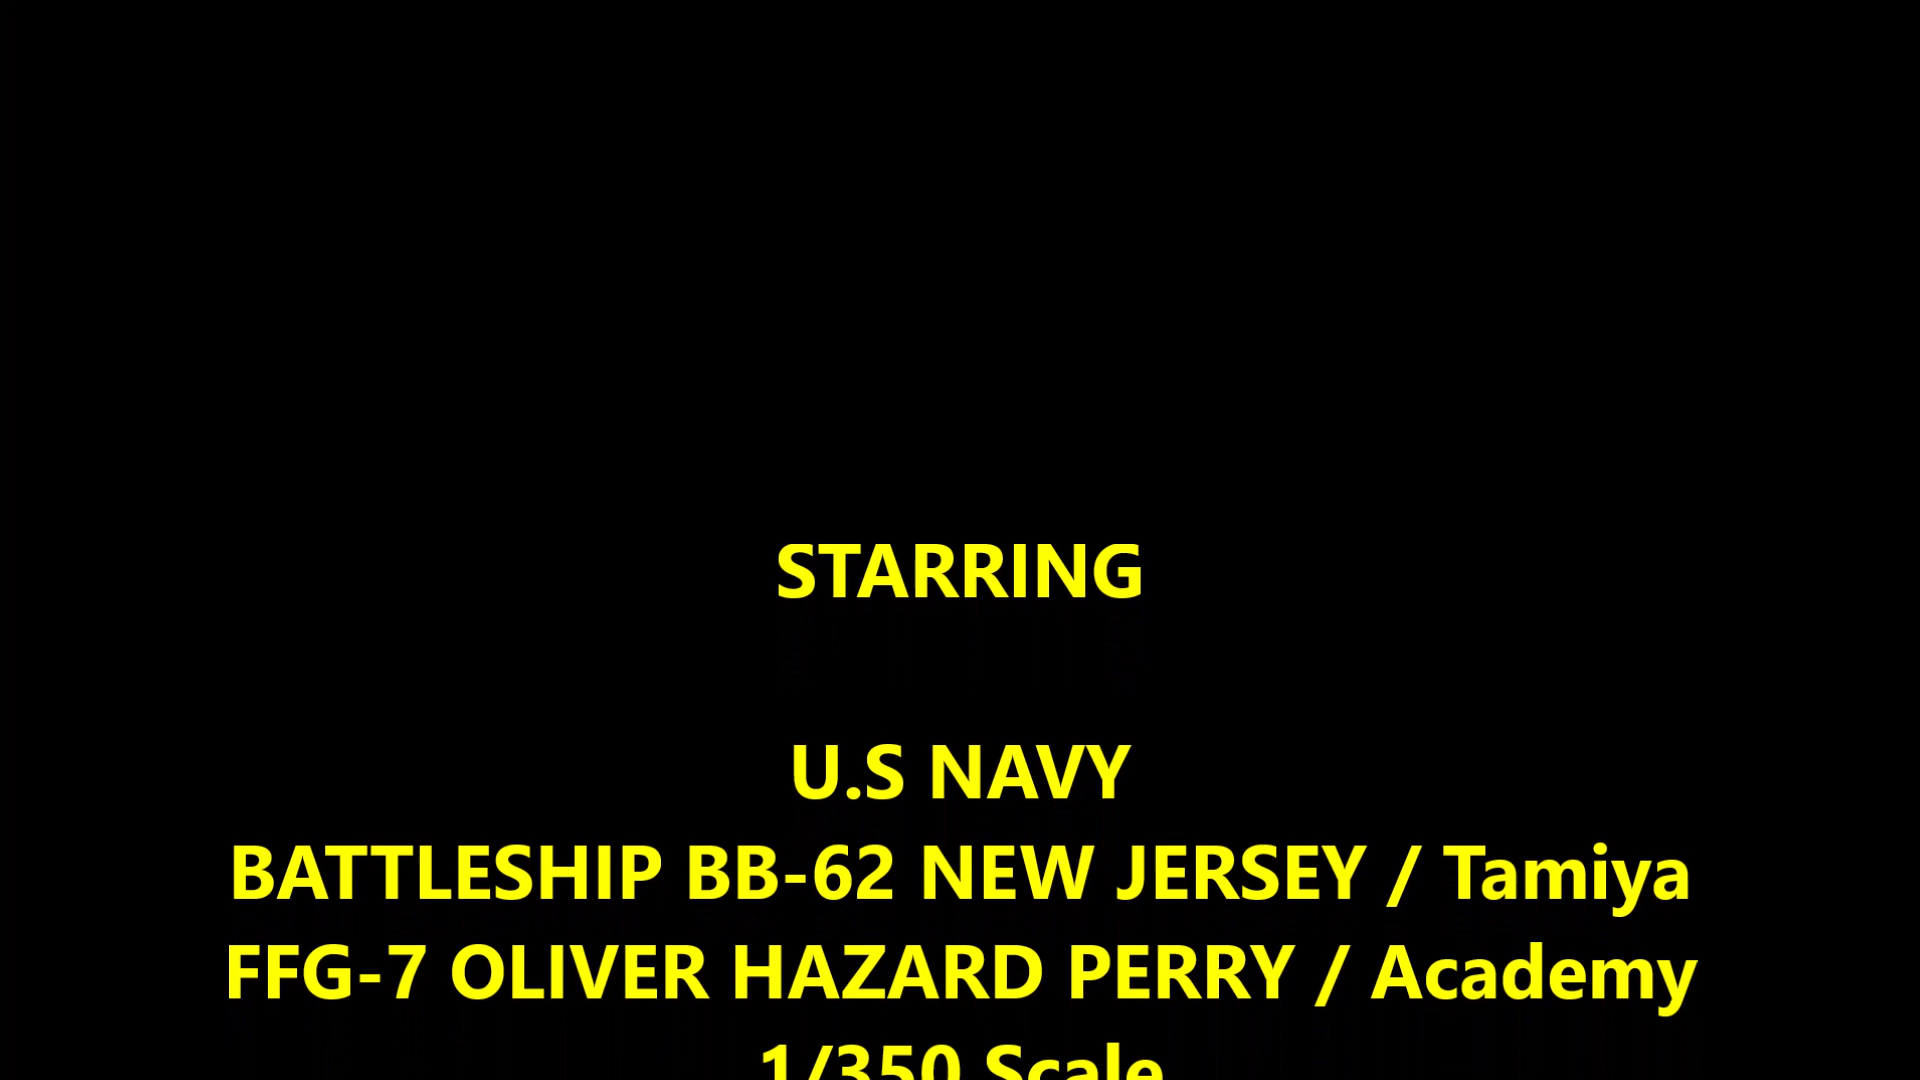 STARRING
U.S NAVY
BATTLESHIP BB-62 NEW JERSEY / Tamiya
FFG-7 OLIVER HAZARD PERRY / Academy
1/350 Scale